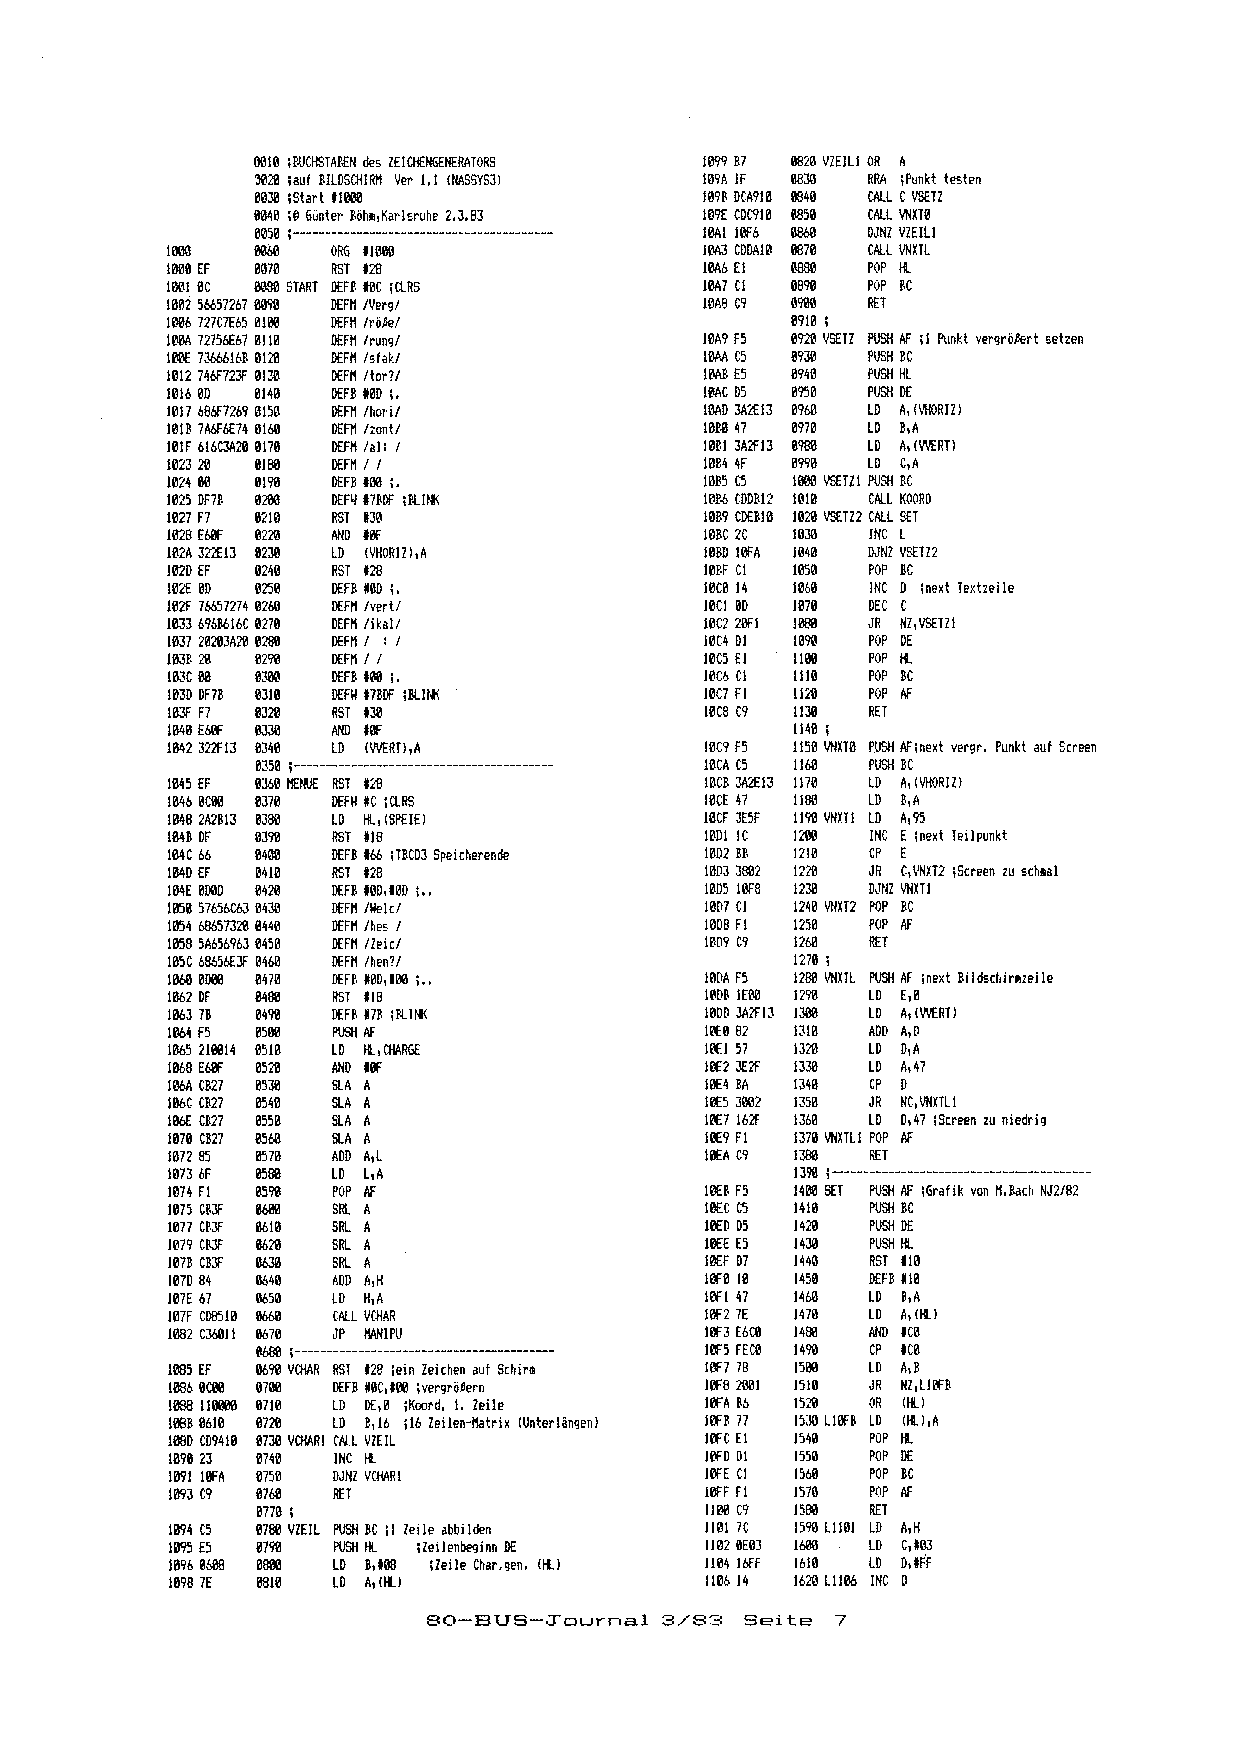 0010 ;BUCHSTABEN des ZEICHENGENERATORS
3020 ;auf BILDSCHIRM Ver 1.1 (NASSYS3)
0030 ;Start #1000
0040 ;@ Günter Böhm,Karlsruhe 2.3.83
0050 ;----------------------------------------
1000 0060 ORG #1000
1000 EF 0070 RST #28
1001 0C 0080 START DEFB #0C ;CLRS
1002 56657267 0090 DEFM /Verg/
1006 727C7E65 0100 DEFM /röße/
100A 72756E67 0110 DEFM /rung/
100E 7366616B 0120 DEFM /sfak/
1012 746F723F 0130 DEFM /tor?/
1016 0D 0140 DEFB #0D ;.
1017 686F7269 0150 DEFM /hori/
101B 7A6F6E74 0160 DEFM /zont/
101F 616C3A20 0170 DEFM /al: /
1023 20 0180 DEFM / /
1024 00 0190 DEFB #00 ;.
1025 DF7B 0200 DEFW #7BDF ;BLINK
1027 F7 0210 RST #30
1028 E60F 0220 AND #0F
102A 322E13 0230 LD (VHORIZ),A
102D EF 0240 RST #28
102E 0D 0250 DEFB #0D ;.
102F 76657274 0260 DEFM /vert/
1033 696B616C 0270 DEFM /ikal/
1037 20203A20 0280 DEFM /  : /
103B 20 0290 DEFM / /
103C 00 0300 DEFB #00 ;.
103D DF7B 0310 DEFW #7BDF ;BLINK
103F F7 0320 RST #30
1040 E60F 0330 AND #0F
1042 322F13 0340 LD (VVERT),A
0350 ;----------------------------------------
1045 EF 0360 MENUE RST #28
1046 0C00 0370 DEFW #C ;CLRS
1048 2A2B13 0380 LD HL,(SPEIE)
104B DF 0390 RST #18
104C 66 0400 DEFB #66 ;TBCD3 Speicherende
104D EF 0410 RST #28
104E 0D0D 0420 DEFB #0D,#0D ;..
1050 57656C63 0430 DEFM /Welc/
1054 68657320 0440 DEFM /hes /
1058 5A656963 0450 DEFM /Zeic/
105C 68656E3F 0460 DEFM /hen?/
1060 0D00 0470 DEFB #0D,#00 ;..
1062 DF 0480 RST #18
1063 7B 0490 DEFB #7B ;BLINK
1064 F5 0500 PUSH AF
1065 210014 0510 LD HL,CHARGE
1068 E60F 0520 AND #0F
106A CB27 0530 SLA A
106C CB27 0540 SLA A
106E CB27 0550 SLA A
1070 CB27 0560 SLA A
1072 85 0570 ADD A,L
1073 6F 0580 LD L,A
1074 F1 0590 POP AF
1075 CB3F 0600 SRL A
1077 CB3F 0610 SRL A
1079 CB3F 0620 SRL A
107B CB3F 0630 SRL A
107D 84 0640 ADD A,H
107E 67 0650 LD H,A
107F CD8510 0660 CALL VCHAR
1082 C36011 0670 JP MANIPU
0680 ;----------------------------------------
1085 EF 0690 VCHAR RST #28 ;ein Zeichen auf Schirm
1086 0C00 0700 DEFB #0C,#00 ;vergrößern
1088 110000 0710 LD DE,0 ;Koord. 1. Zeile
108B 0610 0720 LD B,16 ;16 Zeilen-Matrix (Unterlängen)
108D CD9410 0730 VCHAR1 CALL VZEIL
1090 23 0740 INC HL
1091 10FA 0750 DJNZ VCHAR1
1093 C9 0760 RET
0770 ;
1094 C5 0780 VZEIL PUSH BC ;1 Zeile abbilden
1095 E5 0790 PUSH HL ;Zeilenbeginn DE
1096 0608 0800 LD B,#08 ;Zeile Char.gen. (HL)
1098 7E 0810 LD A,(HL)
1099 B7 0820 VZEIL1 OR A
109A 1F 0830 RRA ;Punkt testen
109B DCA910 0840 CALL C VSETZ
109E CDC910 0850 CALL VNXT0
10A1 10F6 0860 DJNZ VZEIL1
10A3 CDDA10 0870 CALL VNXTL
10A6 E1 0880 POP HL
10A7 C1 0890 POP BC
10A8 C9 0900 RET
0910 ;
10A9 F5 0920 VSETZ PUSH AF ;1 Punkt vergrößert setzen
10AA C5 0930 PUSH BC
10AB E5 0940 PUSH HL
10AC D5 0950 PUSH DE
10AD 3A2E13 0960 LD A,(VHORIZ)
10B0 47 0970 LD B,A
10B1 3A2F13 0980 LD A,(VVERT)
10B4 4F 0990 LD C,A
10B5 C5 1000 VSETZ1 PUSH BC
10B6 CDDB12 1010 CALL KOORD
10B9 CDEB10 1020 VSETZ2 CALL SET
10BC 2C 1030 INC L
10BD 10FA 1040 DJNZ VSETZ2
10BF C1 1050 POP BC
10C0 14 1060 INC D ;next Textzeile
10C1 0D 1070 DEC C
10C2 20F1 1080 JR NZ,VSETZ1
10C4 D1 1090 POP DE
10C5 E1 1100 POP HL
10C6 C1 1110 POP BC
10C7 F1 1120 POP AF
10C8 C9 1130 RET
1140 ;
10C9 F5 1150 VNXT0 PUSH AF;next vergr. Punkt auf Screen
10CA C5 1160 PUSH BC
10CB 3A2E13 1170 LD A,(VHORIZ)
10CE 47 1180 LD B,A
10CF 3E5F 1190 VNXT1 LD A,95
10D1 1C 1200 INC E ;next Teilpunkt
10D2 BB 1210 CP E
10D3 3802 1220 JR C,VNXT2 ;Screen zu schmal
10D5 10F8 1230 DJNZ VNXT1
10D7 C1 1240 VNXT2 POP BC
10D8 F1 1250 POP AF
10D9 C9 1260 RET
1270 ;
10DA F5 1280 VNXTL PUSH AF ;next Bildschirmzeile
10DB 1E00 1290 LD E,0
10DD 3A2F13 1300 LD A,(VVERT)
10E0 82 1310 ADD A,D
10E1 57 1320 LD D,A
10E2 3E2F 1330 LD A,47
10E4 BA 1340 CP D
10E5 3002 1350 JR NC,VNXTL1
10E7 162F 1360 LD D,47 ;Screen zu niedrig
10E9 F1 1370 VNXTL1 POP AF
10EA C9 1380 RET
1390 ;----------------------------------------
10EB F5 1400 SET PUSH AF ;Grafik von M.Bach NJ2/82
10EC C5 1410 PUSH BC
10ED D5 1420 PUSH DE
10EE E5 1430 PUSH HL
10EF D7 1440 RST #10
10F0 10 1450 DEFB #10
10F1 47 1460 LD B,A
10F2 7E 1470 LD A,(HL)
10F3 E6C0 1480 AND #C0
10F5 FEC0 1490 CP #C0
10F7 78 1500 LD A,B
10F8 2001 1510 JR NZ,L10FB
10FA B6 1520 OR (HL)
10FB 77 1530 L10FB LD (HL),A
10FC E1 1540 POP HL
10FD D1 1550 POP DE
10FE C1 1560 POP BC
10FF F1 1570 POP AF
1100 C9 1580 RET
1101 7C 1590 L1101 LD A,H
1102 0E03 1600 LD C,#03
1104 16FF 1610 LD D,#FF
1106 14 1620 L1106 INC D
80-BUS-Journal 3/83 Seite 7